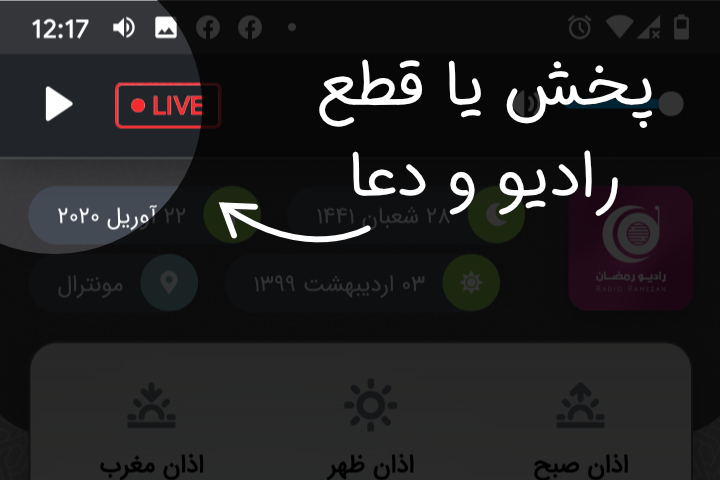 12:17
LIVE
پخش یا قطع
رادیو و دعا
۲۲ آوریل ۲۰۲۰
۲۸ شعبان ۱۴۴۱
۰۳ اردیبهشت ۱۳۹۹
مونترال
رادیو رمضان
RADIO RAMEZAN
اذان صبح
اذان ظهر
اذان مغرب